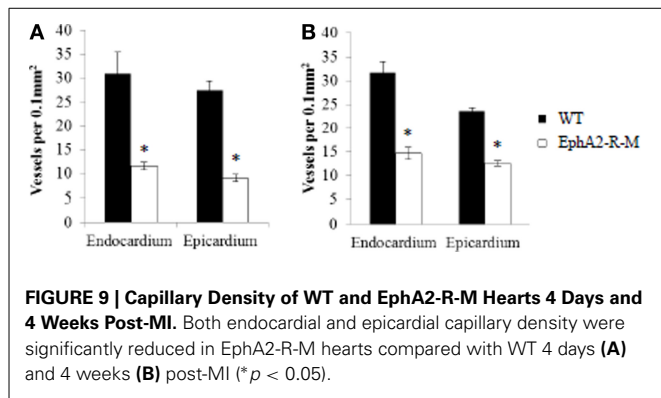 A
Vessels per 0.1mm²
40
35
30
25
20
15
10
5
0
*
*
Endocardium Epicardium
B
Vessels per 0.1mm²
40
35
30
25
20
15
10
5
0
*
*
Endocardium Epicardium
WT
EphA2-R-M
FIGURE 9 | Capillary Density of WT and EphA2-R-M Hearts 4 Days and
4 Weeks Post-MI. Both endocardial and epicardial capillary density were
significantly reduced in EphA2-R-M hearts compared with WT 4 days (A)
and 4 weeks (B) post-MI (*p < 0.05).